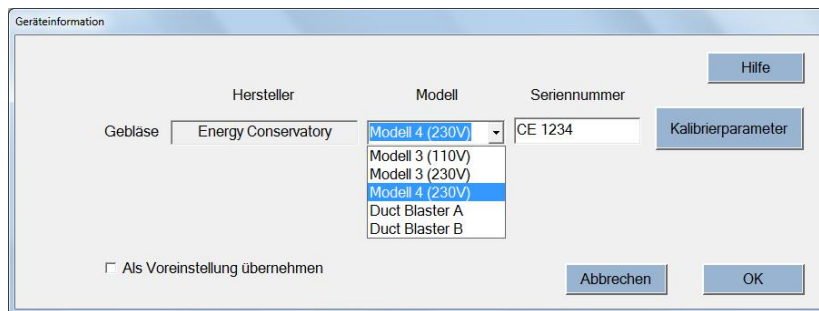 Geräteinformation
Hilfe
Hersteller Modell Seriennummer
Gebläse Energy Conservatory Modell 4 (230V) CE 1234 Kalibrierparameter
Modell 3 (110V)
Modell 3 (230V)
Modell 4 (230V)
Duct Blaster A
Duct Blaster B
Als Voreinstellung übernehmen
Abbrechen OK